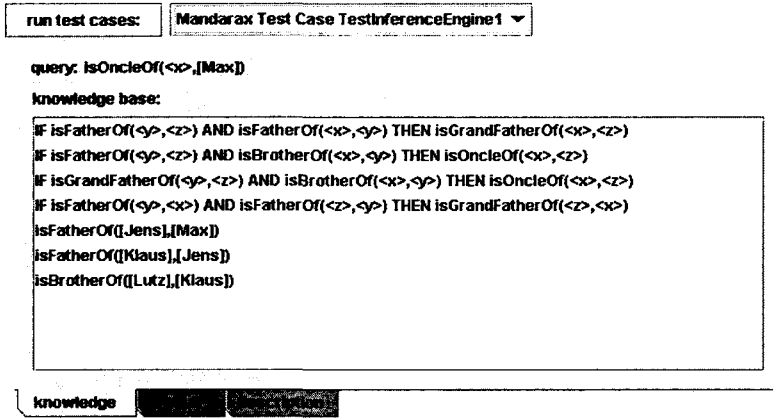 run test cases: Mandarax Test Case TestInferenceEngine1
query: isOncleOf(<x>,[Max])
knowledge base:
IF isFatherOf(<y>,<z>) AND isFatherOf(<x>,<y>) THEN isGrandFatherOf(<x>,<z>)
IF isFatherOf(<y>,<z>) AND isBrotherOf(<x>,<y>) THEN isOncleOf(<x>,<z>)
IF isGrandFatherOf(<y>,<z>) AND isBrotherOf(<x>,<y>) THEN isOncleOf(<x>,<z>)
IF isFatherOf(<y>,<x>) AND isFatherOf(<z>,<y>) THEN isGrandFatherOf(<z>,<x>)
isFatherOf([Jens],[Max])
isFatherOf([Klaus],[Jens])
isBrotherOf([Lutz],[Klaus])
knowledge